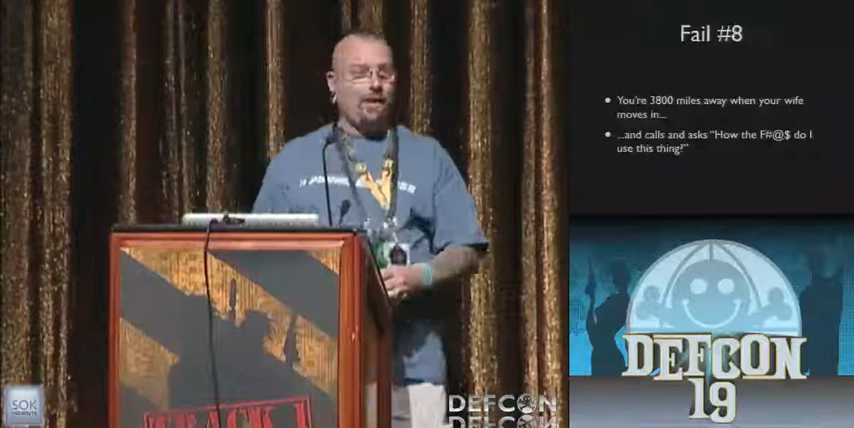 Fail #8
You're 3800 miles away when your wife
moves in...
...and calls and asks "How the F#@$ do I
use this thing?"
DEFCON
19
TRACK 1
SOK
DEFCON